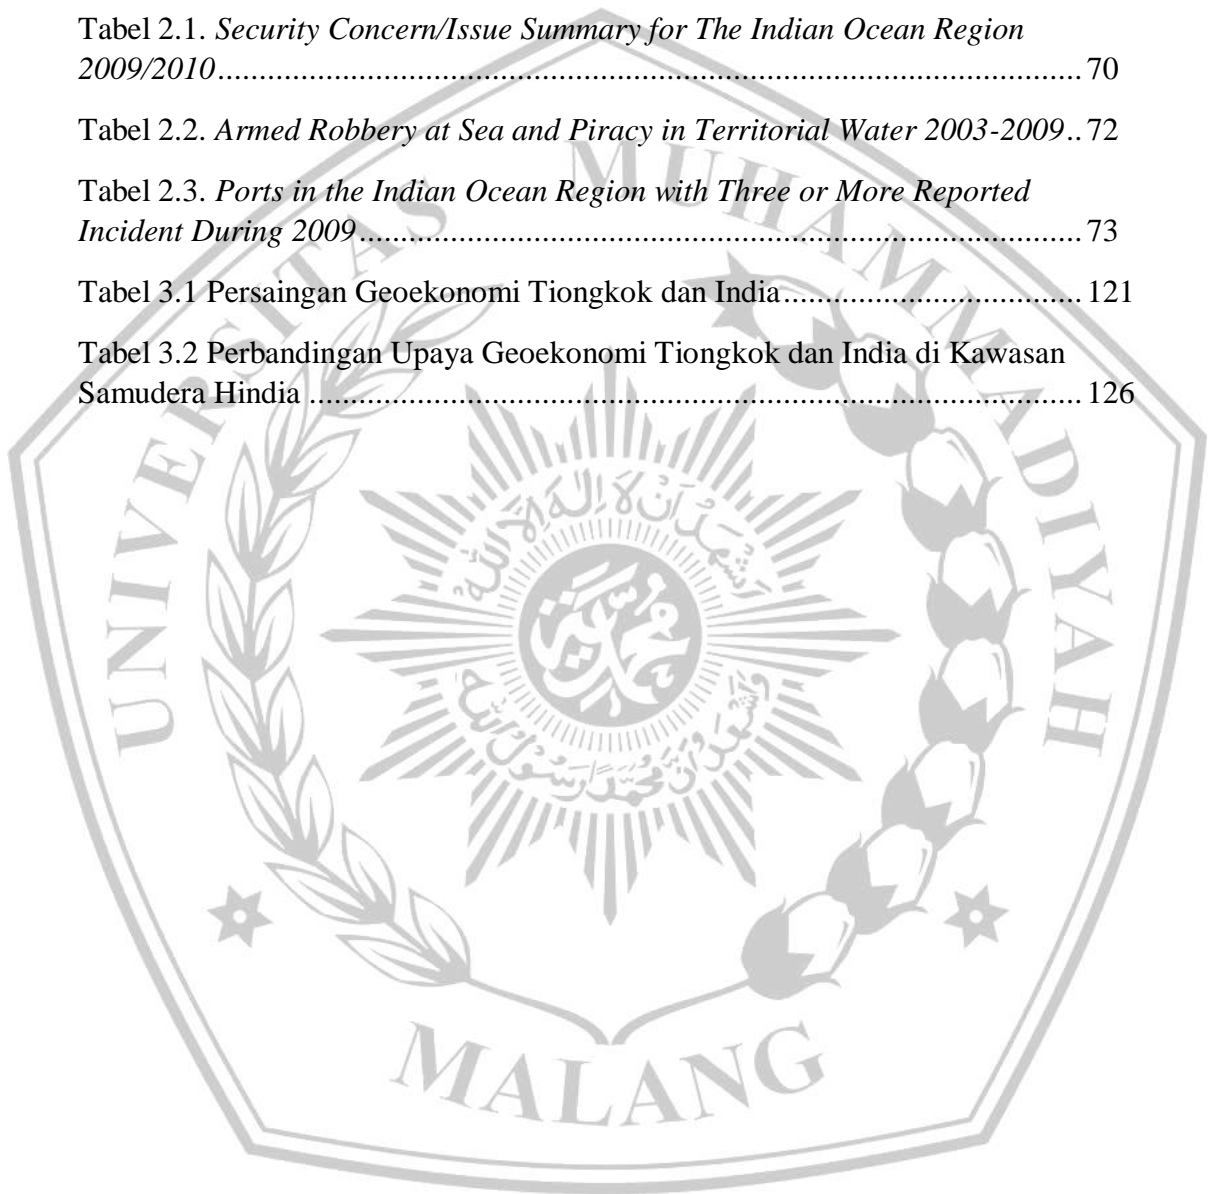 Tabel 2.1. Security Concern/Issue Summary for The Indian Ocean Region
2009/2010....................................................................................................... 70
Tabel 2.2. Armed Robbery at Sea and Piracy in Territorial Water 2003-2009.. 72
Tabel 2.3. Ports in the Indian Ocean Region with Three or More Reported
Incident During 2009...................................................................................... 73
Tabel 3.1 Persaingan Geoekonomi Tiongkok dan India.................................... 121
Tabel 3.2 Perbandingan Upaya Geoekonomi Tiongkok dan India di Kawasan
Samudera Hindia ............................................................................................ 126
UNIVERSITAS MUHAMMADIYAH
MALANG